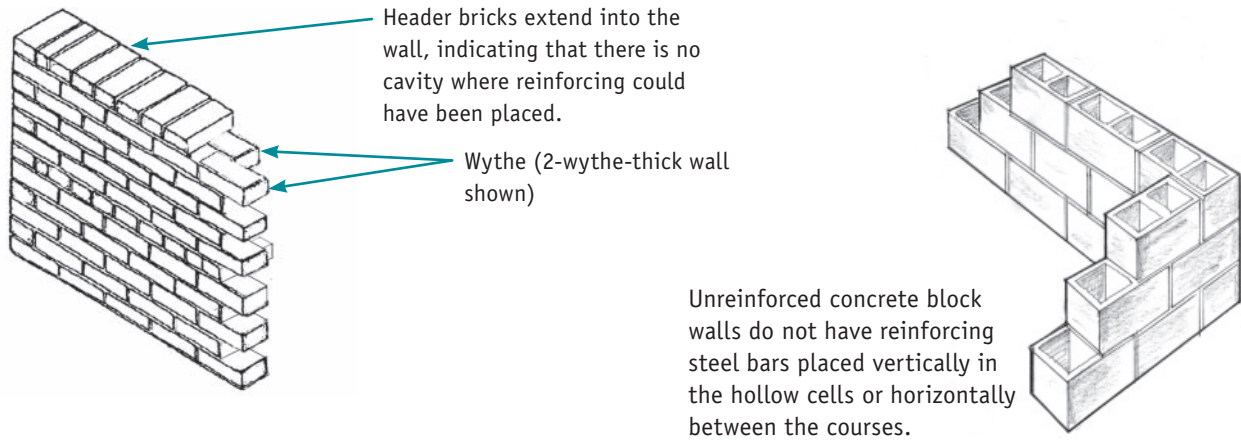 Header bricks extend into the
wall, indicating that there is no
cavity where reinforcing could
have been placed.
Wythe (2-wythe-thick wall
shown)
Unreinforced concrete block
walls do not have reinforcing
steel bars placed vertically in
the hollow cells or horizontally
between the courses.